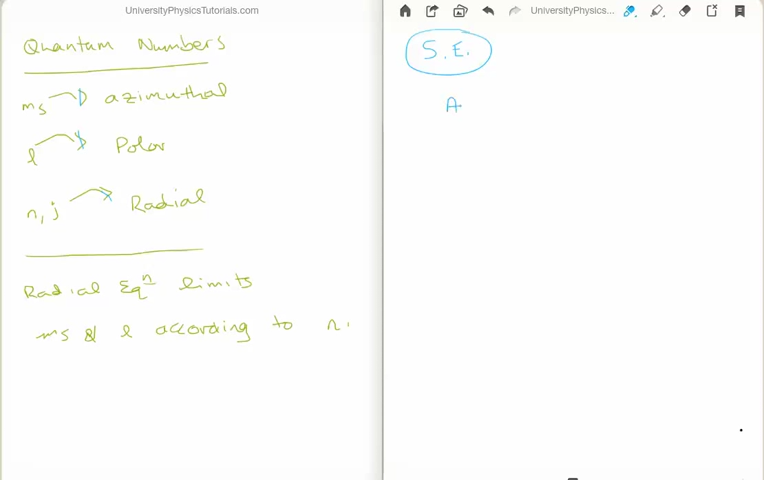 UniversityPhysicsTutorials.com
Quantum Numbers
ms → azimuthal
l → Polar
n, j → Radial
Radial Eqⁿ limits
ms & l according to n.
UniversityPhysics...
S.E.
A